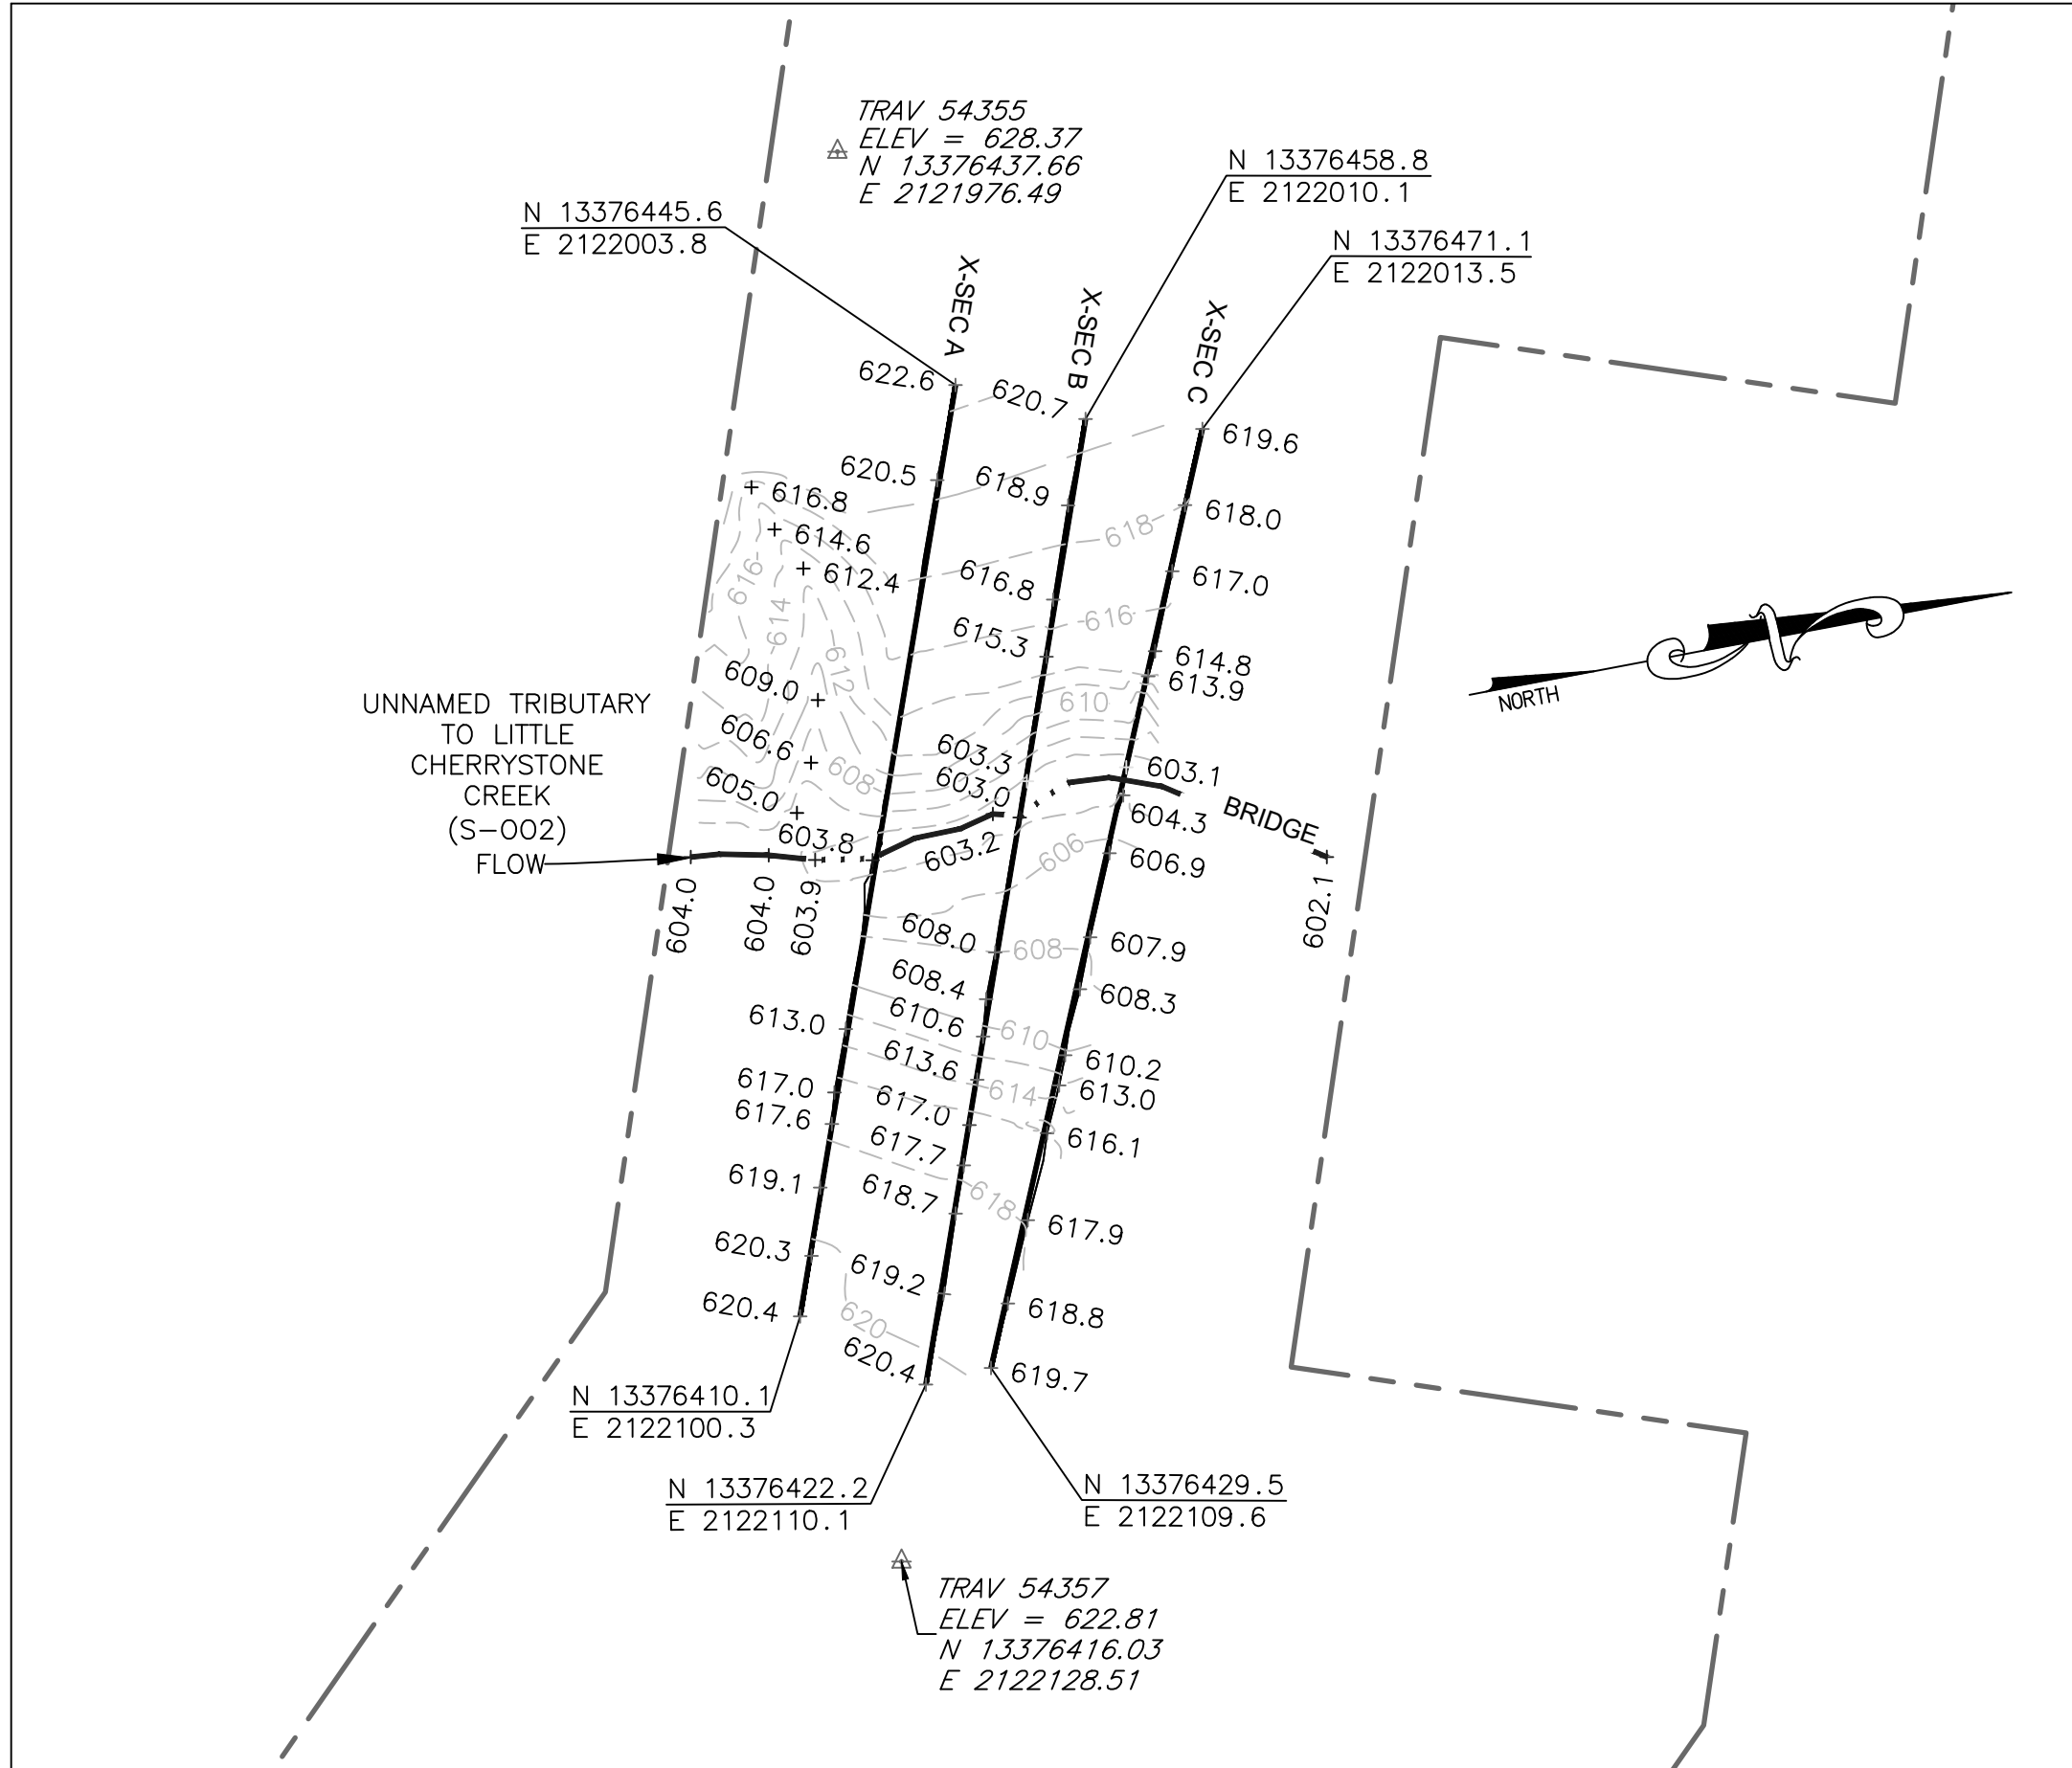 TRAV 54355
ELEV = 628.37
N 13376437.66
E 2121976.49
N 13376458.8
E 2122010.1
N 13376445.6
E 2122003.8
N 13376471.1
E 2122013.5
X-SEC A
X-SEC B
X-SEC C
622.6
620.7
619.6
620.5
618.9
618.0
616.8
618
614.6
612.4
616.8
617.0
616
614
616
615.3
614.8
613.9
612
609.0
610
606.6
608
603.3
603.1
605.0
603.0
604.3
BRIDGE
603.8
603.2
606
606.9
UNNAMED TRIBUTARY
TO LITTLE
CHERRYSTONE
CREEK
(S-002)
FLOW
604.0
604.0
603.9
602.1
NORTH
N
608.0
608
607.9
608.4
608.3
613.0
610.6
610
610.2
613.6
614
613.0
617.0
617.0
617.6
617.7
616.1
619.1
618.7
618
617.9
620.3
619.2
618.8
620.4
620
620.4
619.7
N 13376410.1
E 2122100.3
N 13376422.2
E 2122110.1
N 13376429.5
E 2122109.6
TRAV 54357
ELEV = 622.81
N 13376416.03
E 2122128.51